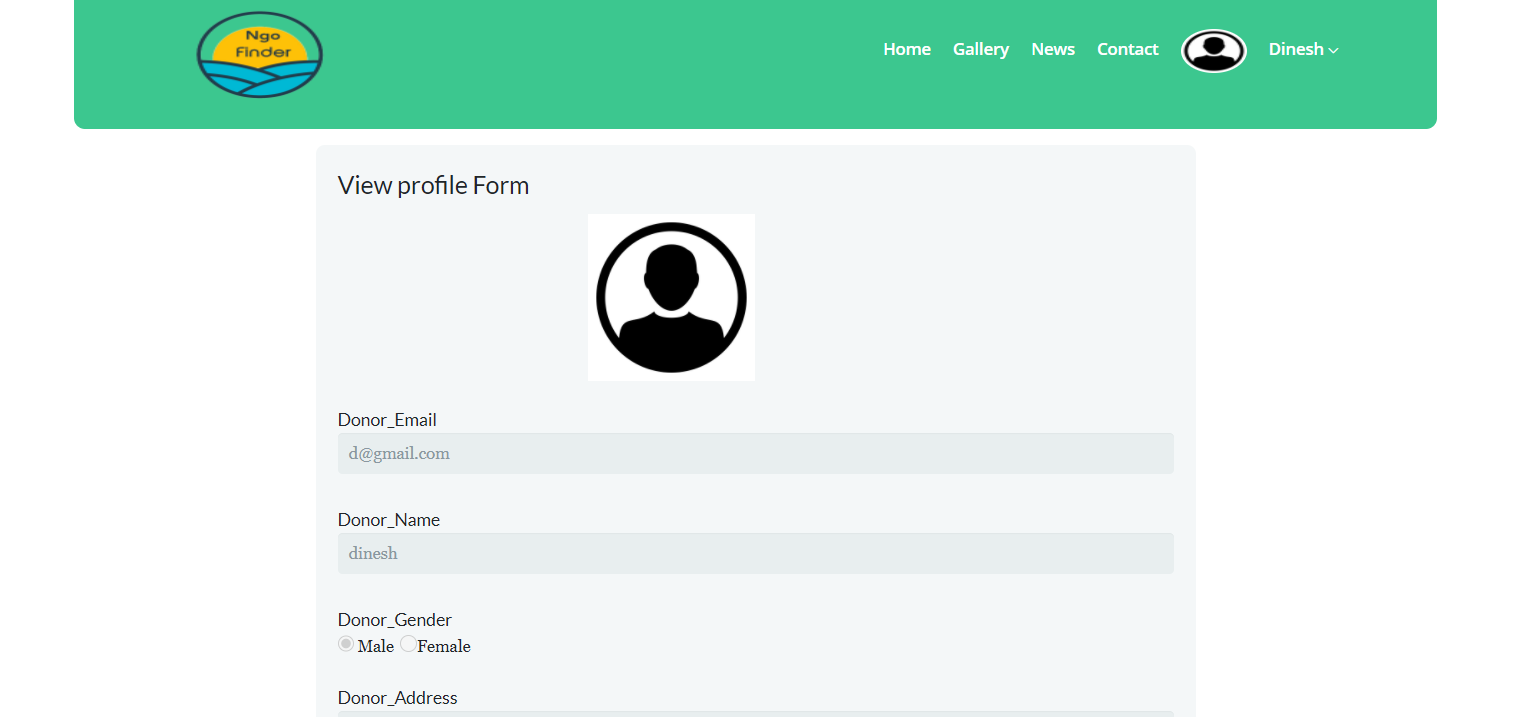 Ngo
Finder
Home Gallery News Contact Dinesh
View profile Form
Donor_Email
d@gmail.com
Donor_Name
dinesh
Donor_Gender
Male Female
Donor_Address